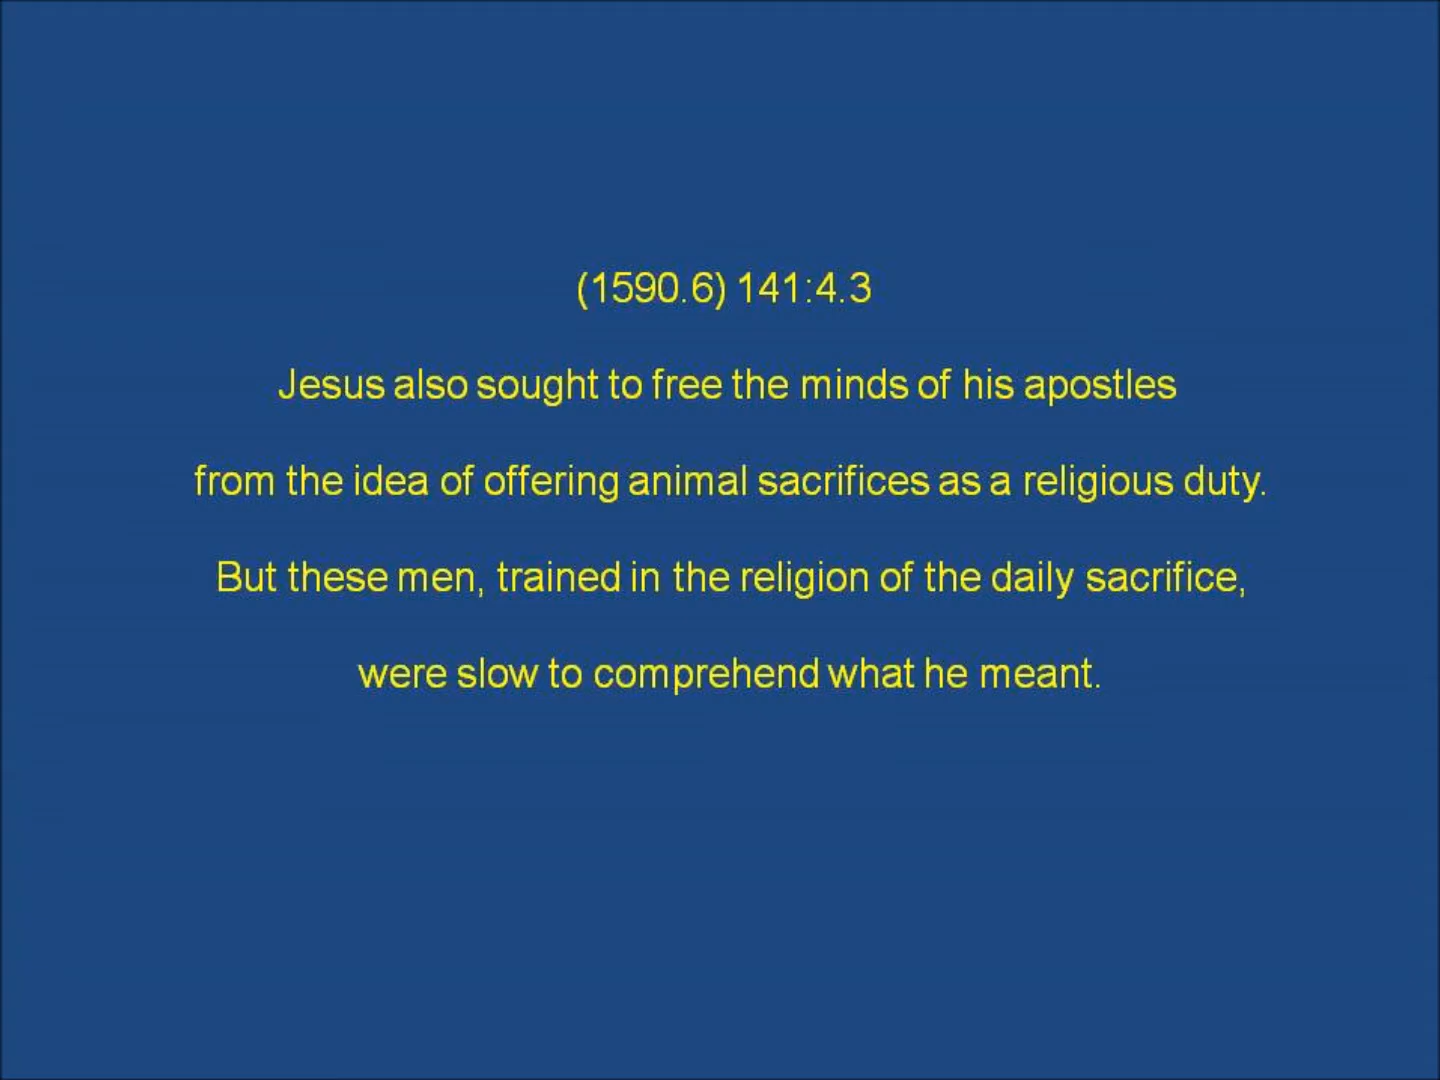 (1590.6) 141:4.3
Jesus also sought to free the minds of his apostles
from the idea of offering animal sacrifices as a religious duty.
But these men, trained in the religion of the daily sacrifice,
were slow to comprehend what he meant.